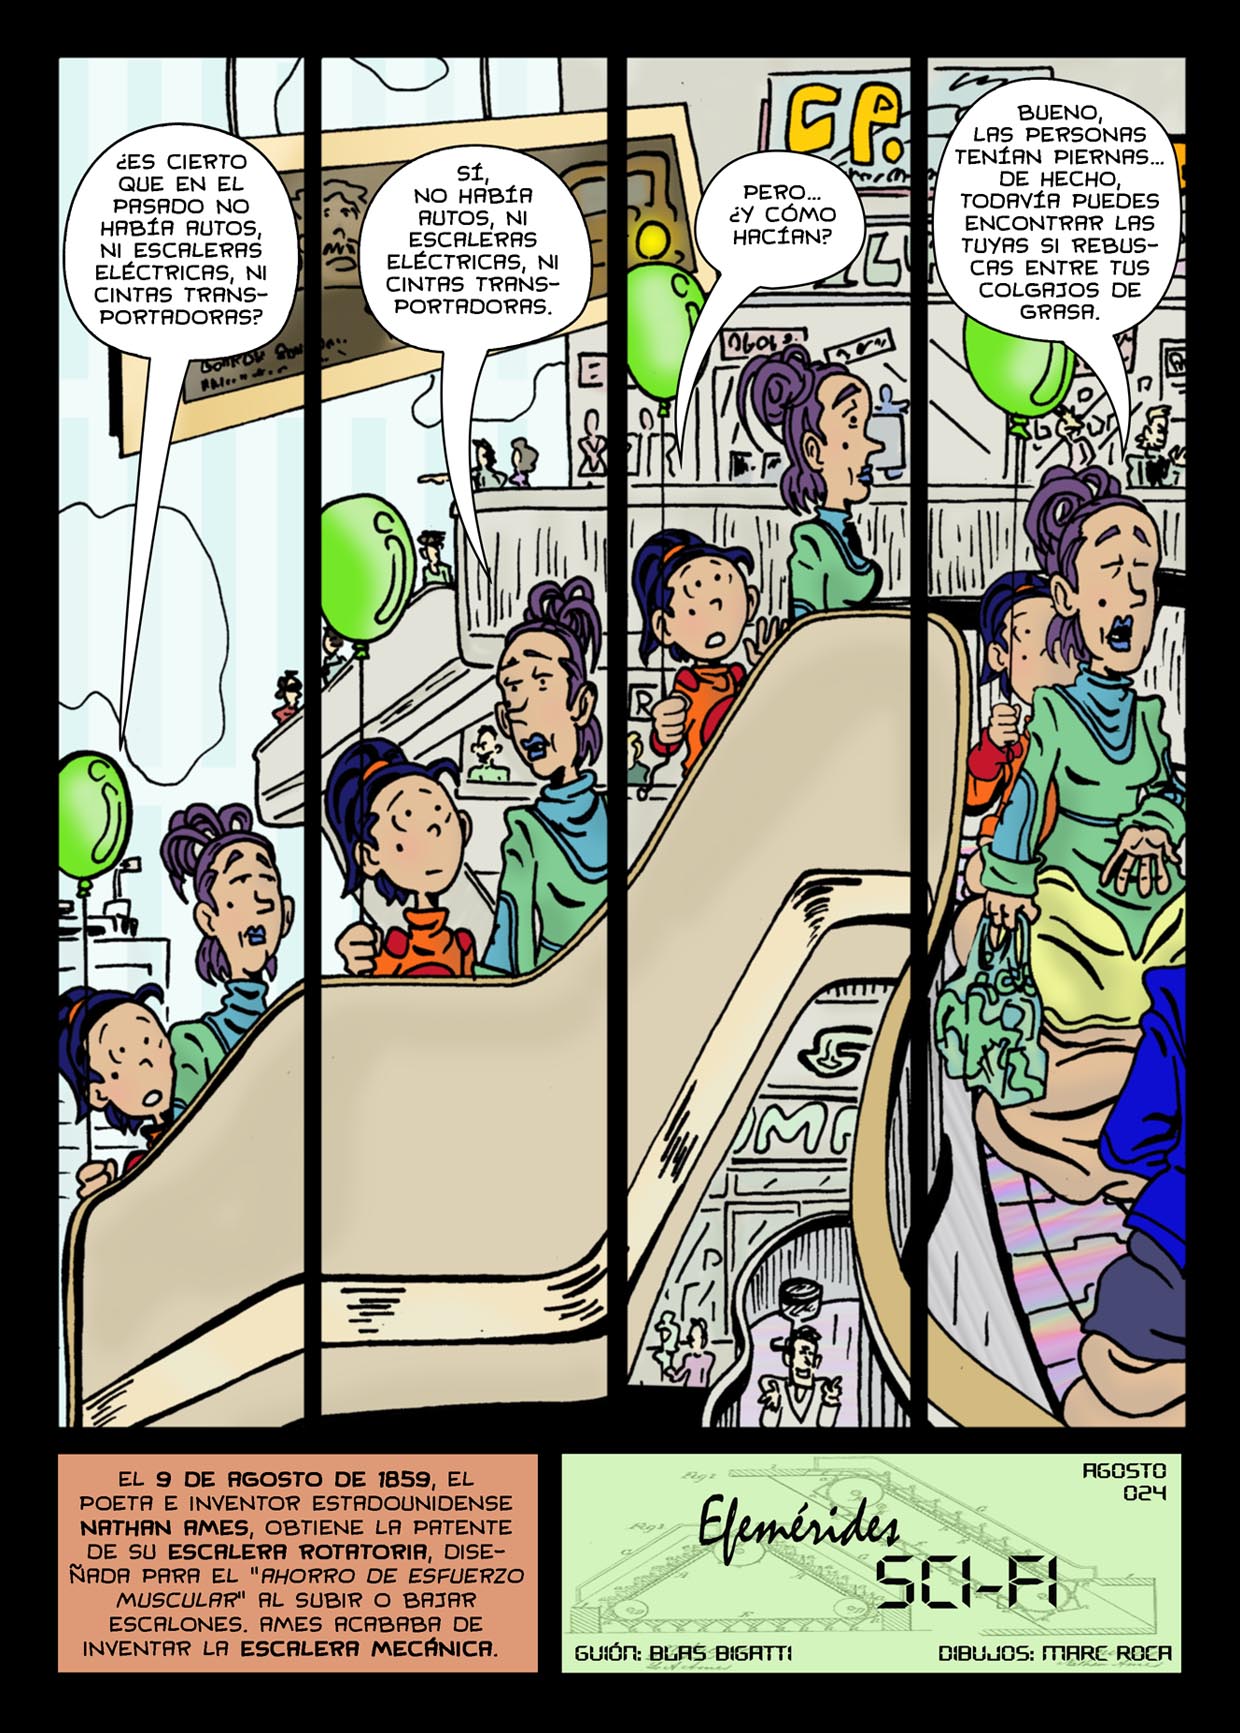 ¿ES CIERTO
QUE EN EL
PASADO NO
HABÍA AUTOS,
NI ESCALERAS
ELÉCTRICAS, NI
CINTAS TRANS-
PORTADORAS?
SÍ,
NO HABÍA
AUTOS, NI
ESCALERAS
ELÉCTRICAS, NI
CINTAS TRANS-
PORTADORAS.
C P.
PERO...
¿Y CÓMO
HACÍAN?
BUENO,
LAS PERSONAS
TENÍAN PIERNAS...
DE HECHO,
TODAVÍA PUEDES
ENCONTRAR LAS
TUYAS SI REBUS-
CAS ENTRE TUS
COLGAJOS DE
GRASA.
EL 9 DE AGOSTO DE 1859, EL
POETA E INVENTOR ESTADOUNIDENSE
NATHAN AMES, OBTIENE LA PATENTE
DE SU ESCALERA ROTATORIA, DISE-
ÑADA PARA EL "AHORRO DE ESFUERZO
MUSCULAR" AL SUBIR O BAJAR
ESCALONES. AMES ACABABA DE
INVENTAR LA ESCALERA MECÁNICA.
AGOSTO
024
Efemérides
SCI-FI
GUIÓN: BLAS BIGATTI
DIBUJOS: MARC ROCA